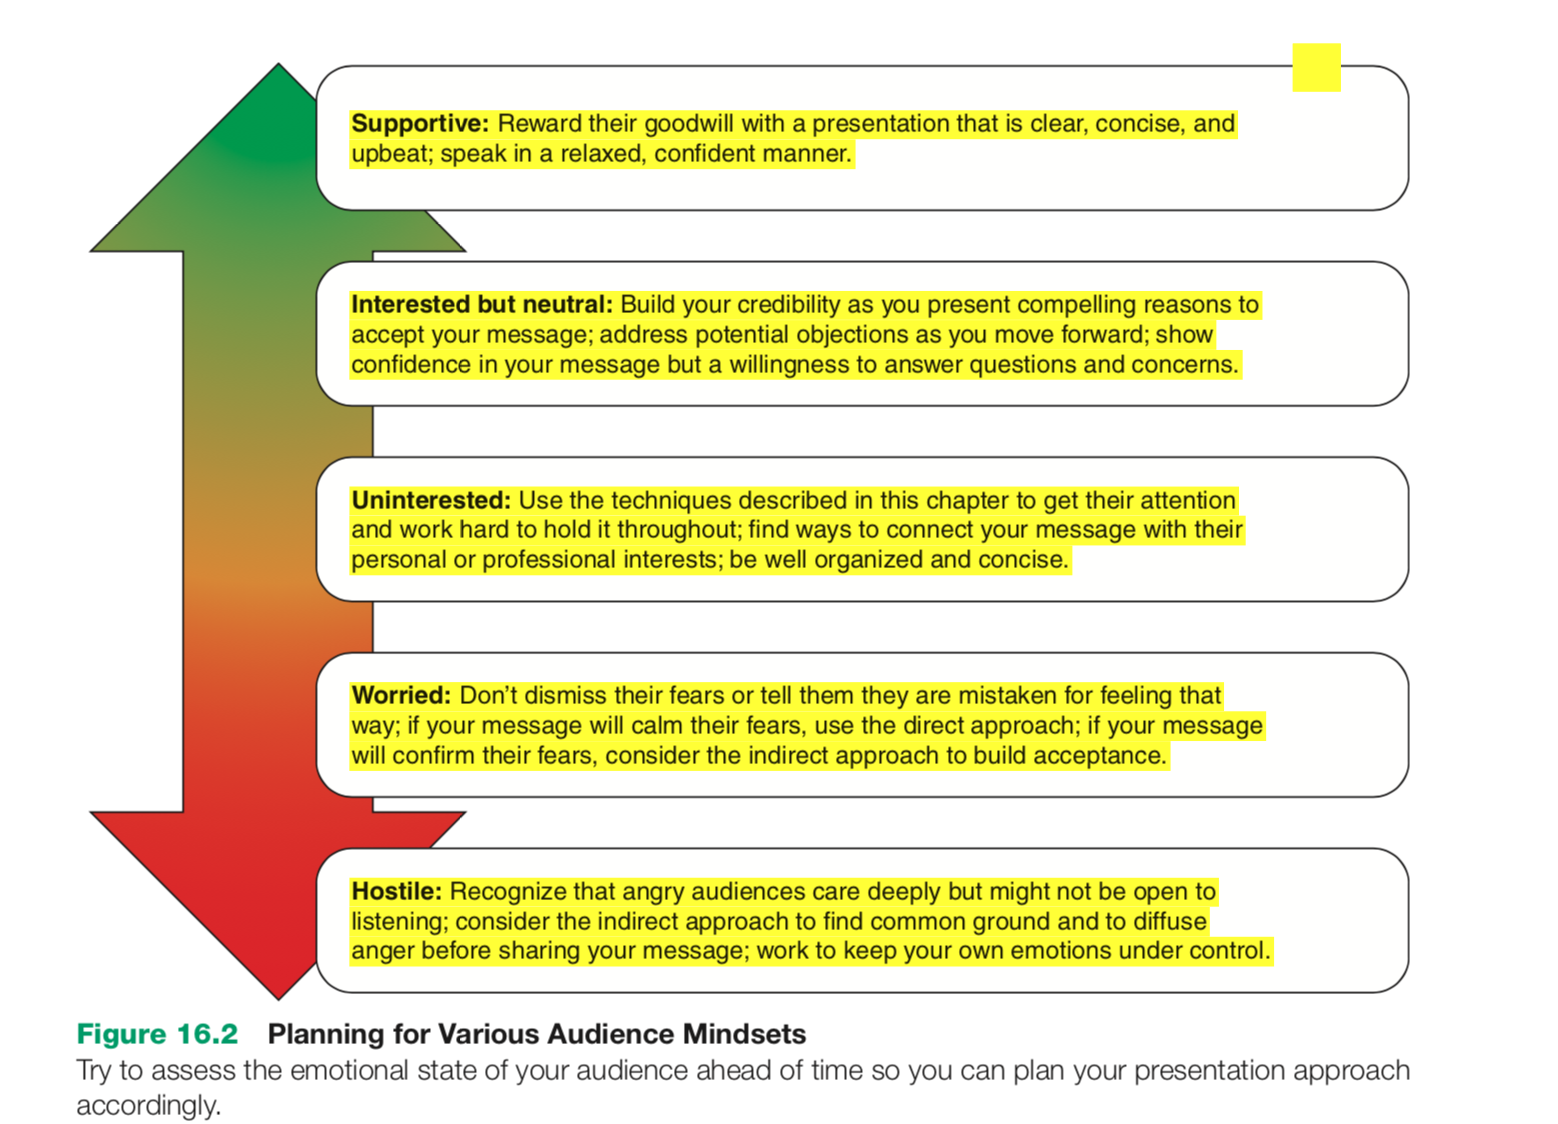 Supportive: Reward their goodwill with a presentation that is clear, concise, and
upbeat; speak in a relaxed, confident manner.
Interested but neutral: Build your credibility as you present compelling reasons to
accept your message; address potential objections as you move forward; show
confidence in your message but a willingness to answer questions and concerns.
Uninterested: Use the techniques described in this chapter to get their attention
and work hard to hold it throughout; find ways to connect your message with their
personal or professional interests; be well organized and concise.
Worried: Don’t dismiss their fears or tell them they are mistaken for feeling that
way; if your message will calm their fears, use the direct approach; if your message
will confirm their fears, consider the indirect approach to build acceptance.
Hostile: Recognize that angry audiences care deeply but might not be open to
listening; consider the indirect approach to find common ground and to diffuse
anger before sharing your message; work to keep your own emotions under control.
Figure 16.2 Planning for Various Audience Mindsets
Try to assess the emotional state of your audience ahead of time so you can plan your presentation approach
accordingly.